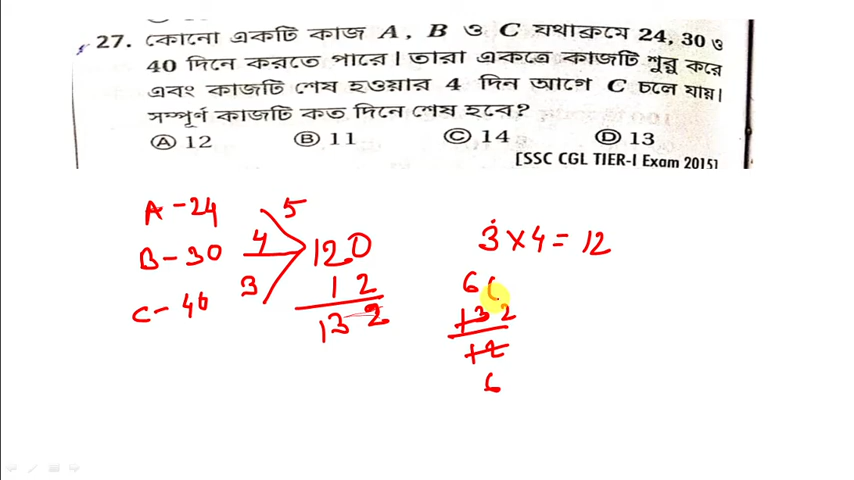 27. কোনো একটি কাজ A, B ও C যথাক্রমে 24, 30 ও
40 দিনে করতে পারে। তারা একত্রে কাজটি শুরু করে
এবং কাজটি শেষ হওয়ার 4 দিন আগে C চলে যায়।
সম্পূর্ণ কাজটি কত দিনে শেষ হবে?
Ⓐ 12 Ⓑ 11 Ⓒ 14 Ⓓ 13
[SSC CGL TIER-I Exam 2015]
A - 24
B - 30
C - 40
5
4
3
120
12
132
3 × 4 = 12
6
132
12
6